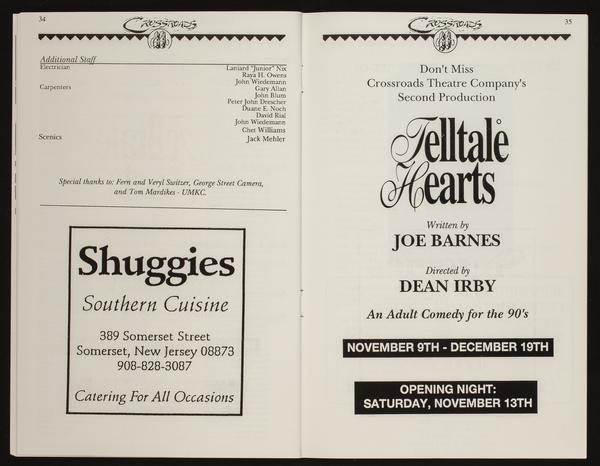 34
CROSSROADS
Additional Staff
Electrician Laniard "Junior" Nix
Raya H. Owens
John Wiedemann
Carpenters Gary Allan
John Blum
Peter John Drescher
Duane E. Noch
David Rial
John Wiedemann
Chet Williams
Scenics Jack Mehler
Special thanks to: Fern and Veryl Switzer, George Street Camera,
and Tom Mardikes - UMKC.
Shuggies
Southern Cuisine
389 Somerset Street
Somerset, New Jersey 08873
908-828-3087
Catering For All Occasions
35
CROSSROADS
Don't Miss
Crossroads Theatre Company's
Second Production
Telltale
Hearts
Written by
JOE BARNES
Directed by
DEAN IRBY
An Adult Comedy for the 90's
NOVEMBER 9TH - DECEMBER 19TH
OPENING NIGHT:
SATURDAY, NOVEMBER 13TH